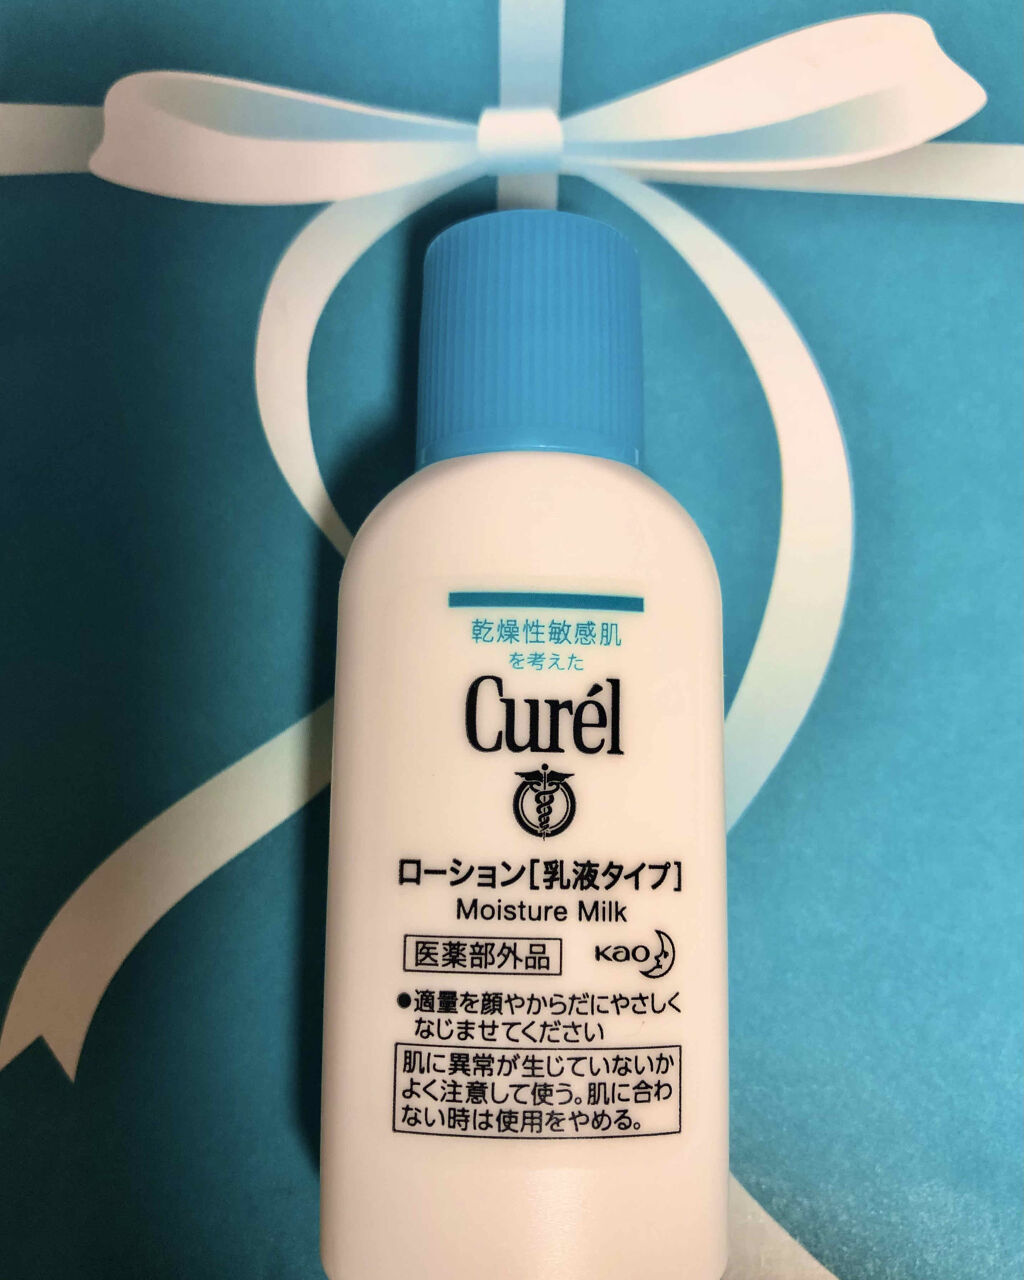 乾燥性敏感肌
を考えた
Curél
ローション[乳液タイプ]
Moisture Milk
医薬部外品 Kao
●適量を顔やからだにやさしく
なじませてください
肌に異常が生じていないか
よく注意して使う。肌に合わ
ない時は使用をやめる。